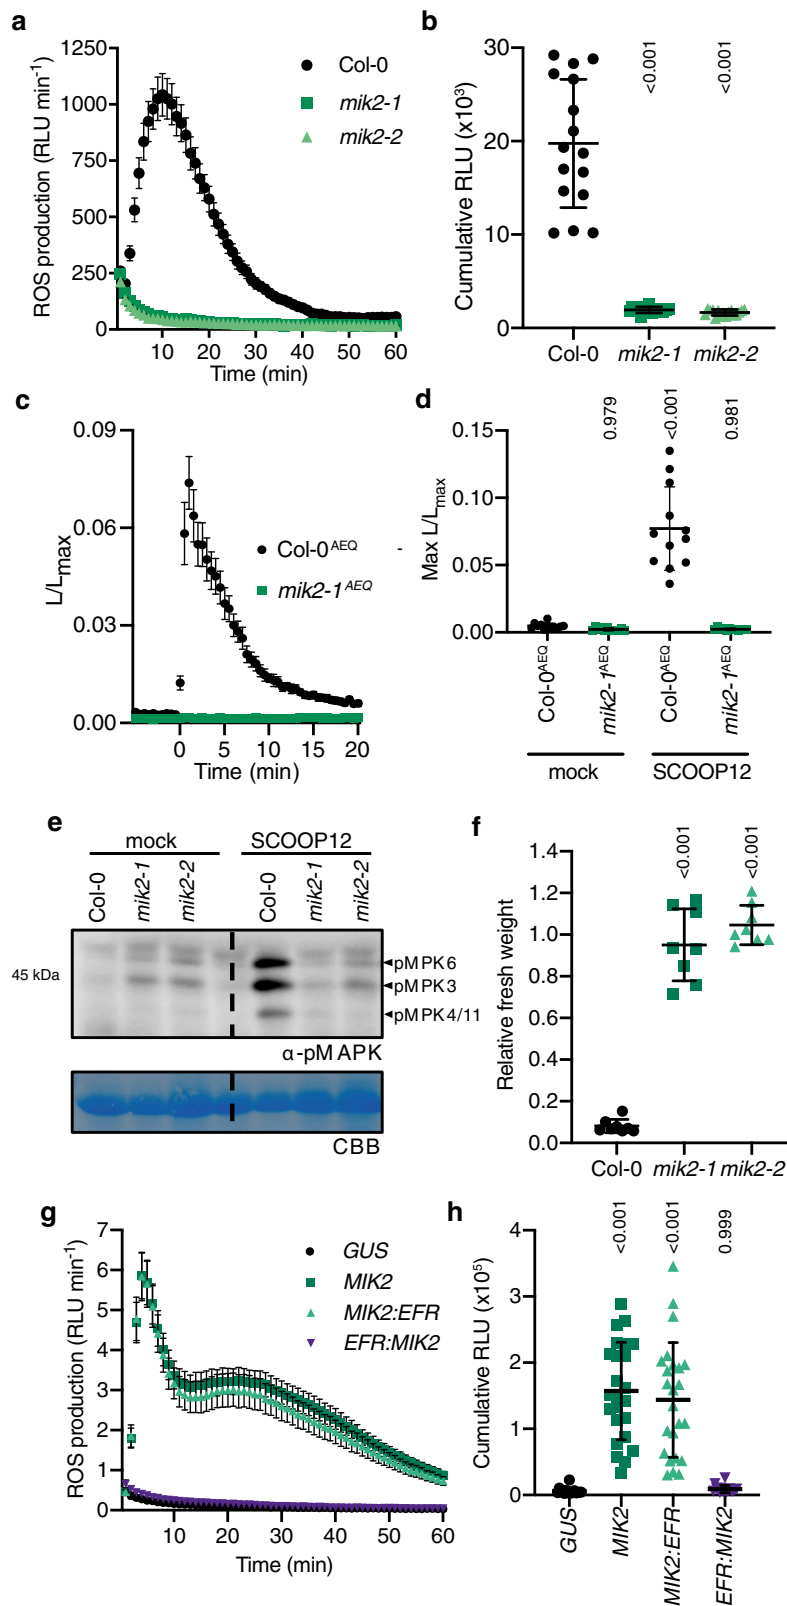 a
ROS production (RLU min⁻¹)
1250
1000
750
500
250
0
10 20 30 40 50 60
Time (min)
Col-0
mik2-1
mik2-2
b
Cumulative RLU (x10³)
30
20
10
0
<0.001
<0.001
Col-0 mik2-1 mik2-2
c
L/Lmax
0.09
0.06
0.03
0.00
0 5 10 15 20
Time (min)
Col-0ᴬᴱQ
mik2-1ᴬᴱQ
d
Max L/Lmax
0.15
0.10
0.05
0.00
0.979
<0.001
0.981
-
Col-0ᴬᴱQ
mik2-1ᴬᴱQ
Col-0ᴬᴱQ
mik2-1ᴬᴱQ
mock SCOOP12
e
mock SCOOP12
Col-0
mik2-1
mik2-2
Col-0
mik2-1
mik2-2
45 kDa
pMPK6
pMPK3
pMPK4/11
α-pMAPK
CBB
f
Relative fresh weight
1.4
1.2
1.0
0.8
0.6
0.4
0.2
0.0
<0.001
<0.001
Col-0 mik2-1 mik2-2
g
ROS production (RLU min⁻¹)
7
6
5
4
3
2
1
0
10 20 30 40 50 60
Time (min)
GUS
MIK2
MIK2:EFR
EFR:MIK2
h
Cumulative RLU (x10⁵)
4
3
2
1
0
<0.001
<0.001
0.999
GUS
MIK2
MIK2:EFR
EFR:MIK2